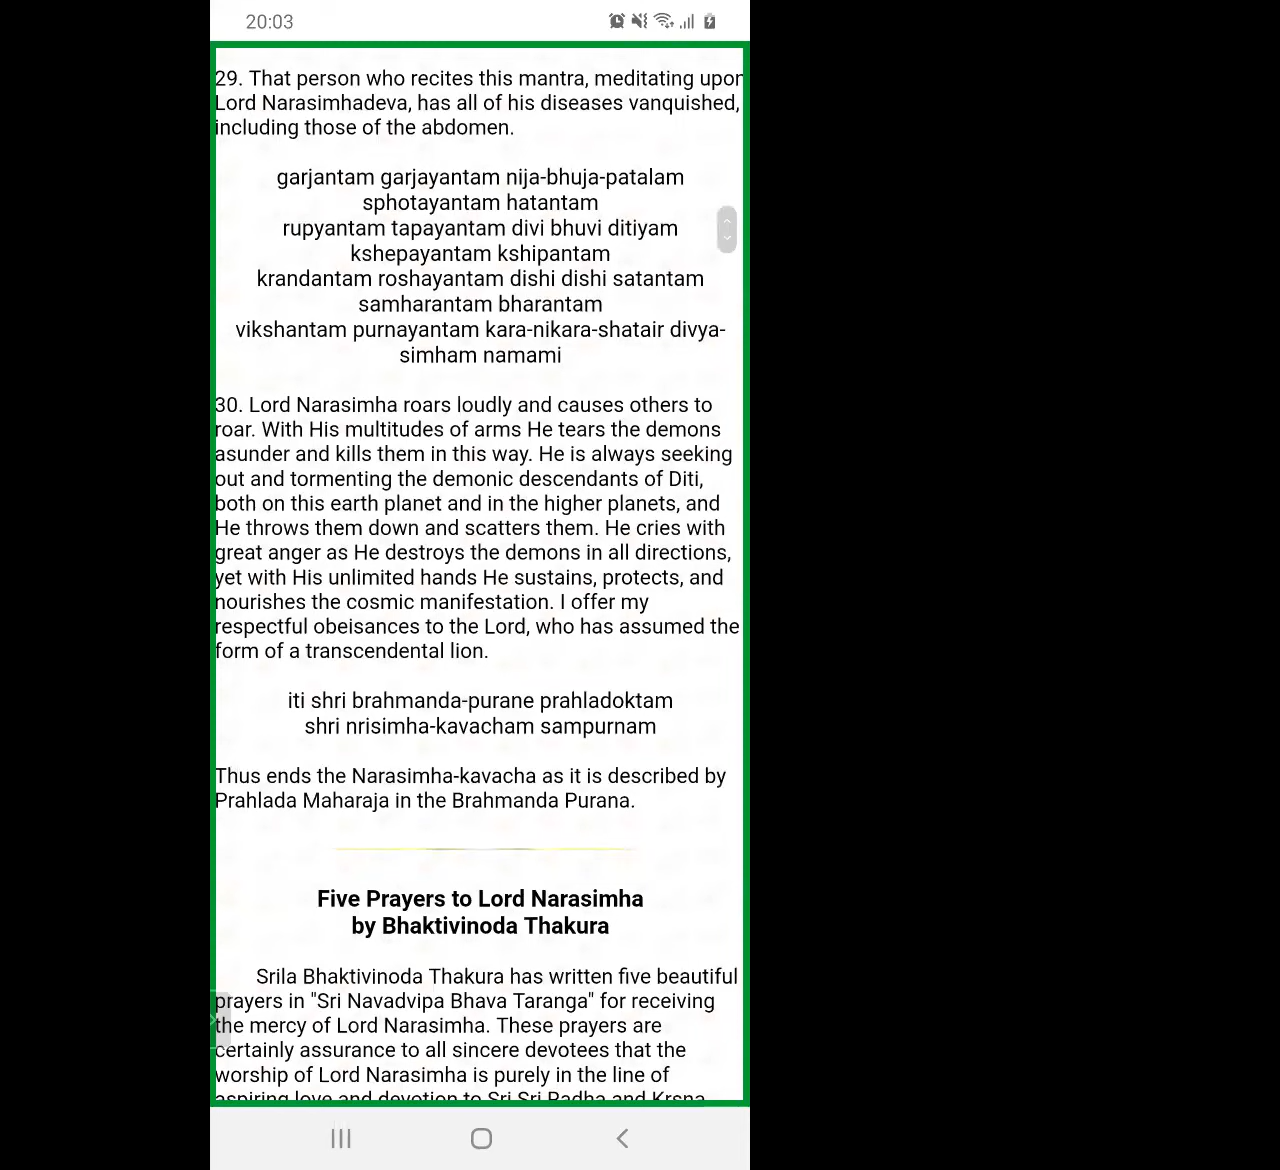 20:03
29. That person who recites this mantra, meditating upon
Lord Narasimhadeva, has all of his diseases vanquished,
including those of the abdomen.
garjantam garjayantam nija-bhuja-patalam
sphotayantam hatantam
rupyantam tapayantam divi bhuvi ditiyam
kshepayantam kshipantam
krandantam roshayantam dishi dishi satantam
samharantam bharantam
vikshantam purnayantam kara-nikara-shatair divya-
simham namami
30. Lord Narasimha roars loudly and causes others to
roar. With His multitudes of arms He tears the demons
asunder and kills them in this way. He is always seeking
out and tormenting the demonic descendants of Diti,
both on this earth planet and in the higher planets, and
He throws them down and scatters them. He cries with
great anger as He destroys the demons in all directions,
yet with His unlimited hands He sustains, protects, and
nourishes the cosmic manifestation. I offer my
respectful obeisances to the Lord, who has assumed the
form of a transcendental lion.
iti shri brahmanda-purane prahladoktam
shri nrisimha-kavacham sampurnam
Thus ends the Narasimha-kavacha as it is described by
Prahlada Maharaja in the Brahmanda Purana.
Five Prayers to Lord Narasimha
by Bhaktivinoda Thakura
Srila Bhaktivinoda Thakura has written five beautiful
prayers in "Sri Navadvipa Bhava Taranga" for receiving
the mercy of Lord Narasimha. These prayers are
certainly assurance to all sincere devotees that the
worship of Lord Narasimha is purely in the line of
aspiring love and devotion to Sri Sri Radha and Krsna